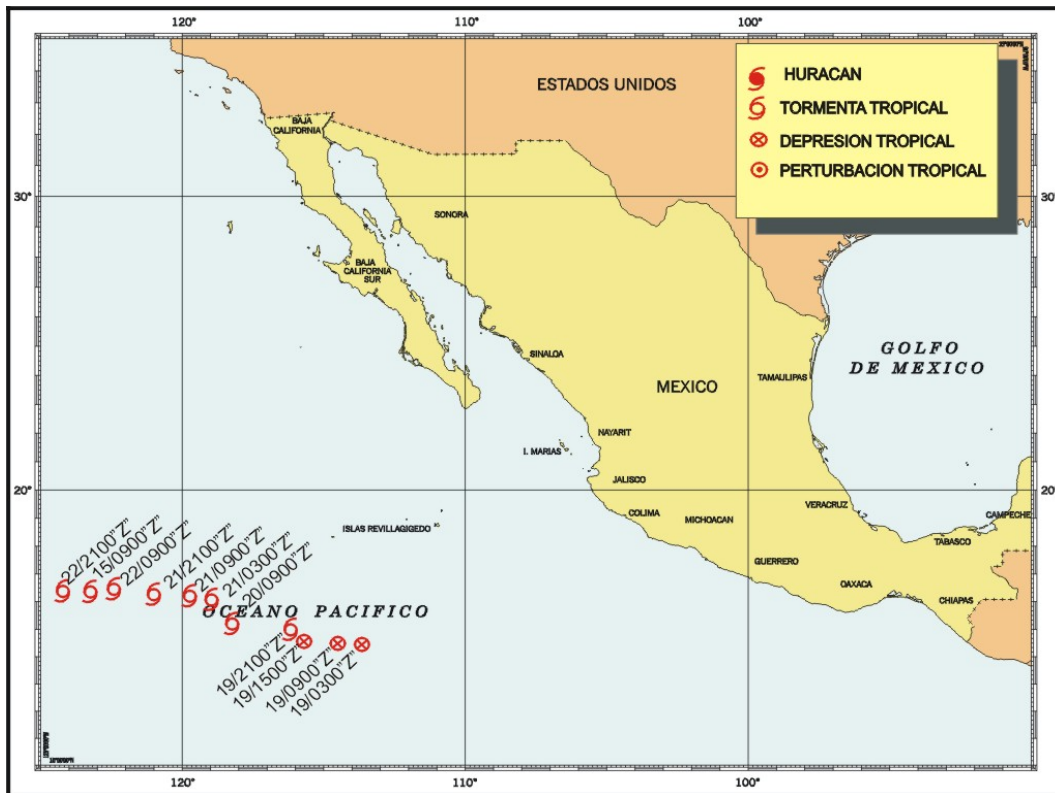 120°
110°
100°
ESTADOS UNIDOS
HURACAN
TORMENTA TROPICAL
DEPRESION TROPICAL
PERTURBACION TROPICAL
BAJA
CALIFORNIA
30°
30°
SONORA
BAJA
CALIFORNIA
SUR
SINALOA
MEXICO
TAMAULIPAS
GOLFO
DE MEXICO
NAYARIT
I. MARIAS
JALISCO
20°
20°
COLIMA
MICHOACAN
VERACRUZ
CAMPECHE
TABASCO
ISLAS REVILLAGIGEDO
GUERRERO
OAXACA
CHIAPAS
22/2100"Z"
15/0900"Z"
22/0900"Z"
21/2100"Z"
21/0900"Z"
21/0300"Z"
20/0900"Z"
OCEANO PACIFICO
19/2100"Z"
19/1500"Z"
19/0900"Z"
19/0300"Z"
120°
110°
100°